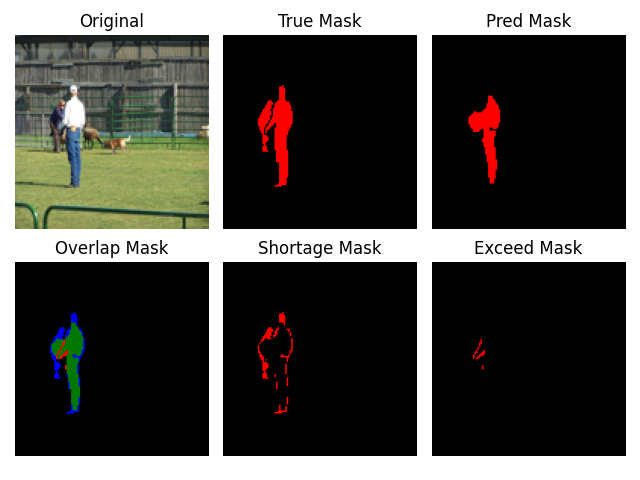 Original
True Mask
Pred Mask
Overlap Mask
Shortage Mask
Exceed Mask